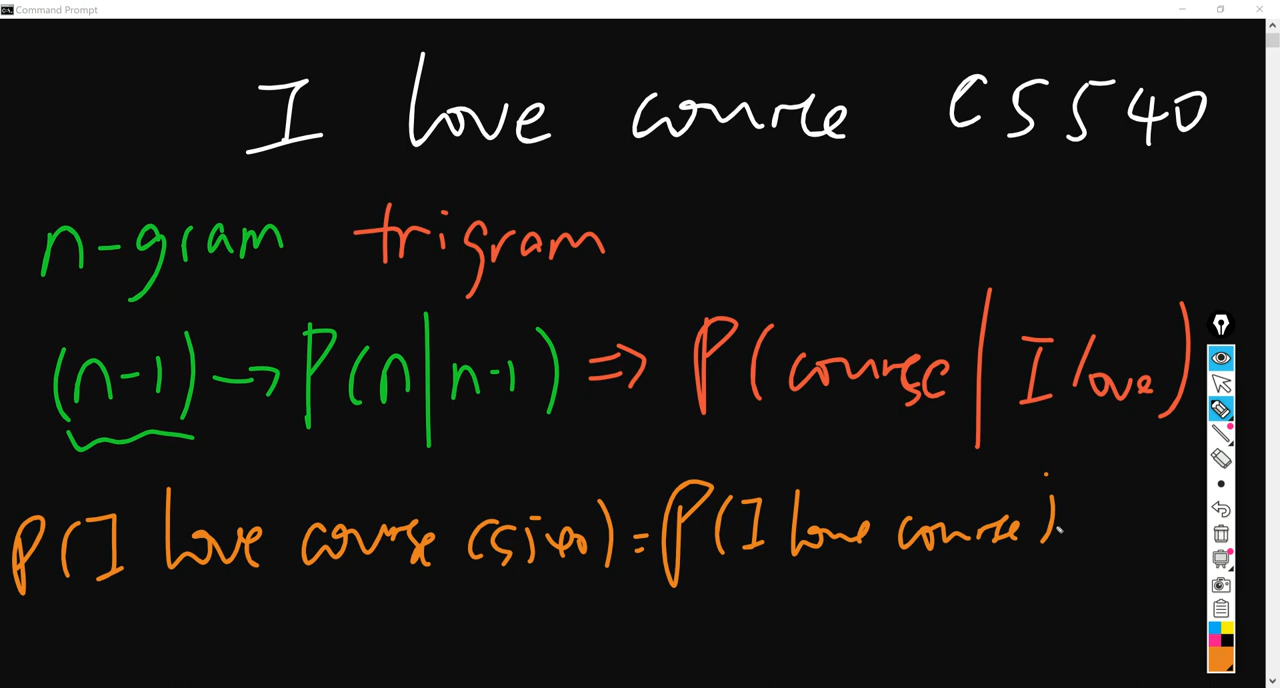 Command Prompt
I love course CS540
n-gram trigram
(n-1) → P(n|n-1) ⇒ P(course | I love)
P(I love course CS540) = P(I love course)